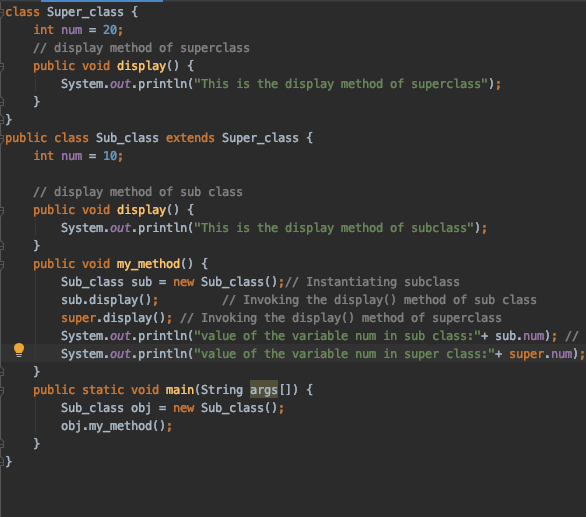 class Super_class {
    int num = 20;
    // display method of superclass
    public void display() {
        System.out.println("This is the display method of superclass");
    }
}
public class Sub_class extends Super_class {
    int num = 10;

    // display method of sub class
    public void display() {
        System.out.println("This is the display method of subclass");
    }
    public void my_method() {
        Sub_class sub = new Sub_class();// Instantiating subclass
        sub.display();         // Invoking the display() method of sub class
        super.display(); // Invoking the display() method of superclass
        System.out.println("value of the variable num in sub class:"+ sub.num); //
        System.out.println("value of the variable num in super class:"+ super.num);
    }
    public static void main(String args[]) {
        Sub_class obj = new Sub_class();
        obj.my_method();
    }
}